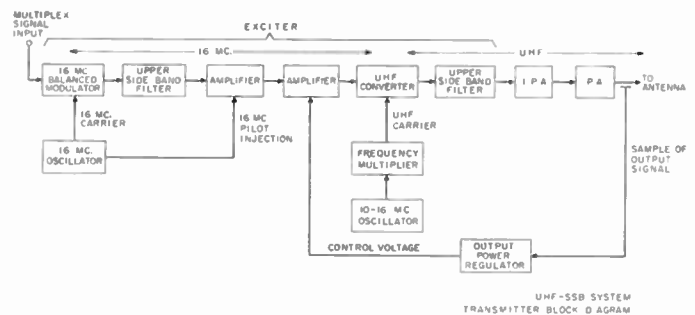 MULTIPLEX
SIGNAL
INPUT
EXCITER
16 MC.
UHF
16 MC
BALANCED
MODULATOR
UPPER
SIDE BAND
FILTER
AMPLIFIER
AMPLIFIER
UHF
CONVERTER
UPPER
SIDE BAND
FILTER
I P A
PA
TO
ANTENNA
16 MC.
CARRIER
16 MC
PILOT
INJECTION
UHF
CARRIER
SAMPLE OF
OUTPUT
SIGNAL
16 MC.
OSCILLATOR
FREQUENCY
MULTIPLIER
10-16 MC
OSCILLATOR
CONTROL VOLTAGE
OUTPUT
POWER
REGULATOR
UHF-SSB SYSTEM
TRANSMITTER BLOCK DIAGRAM